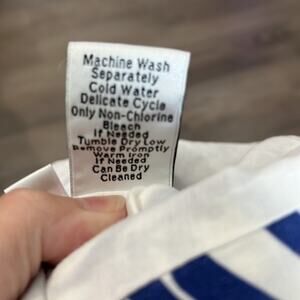 Machine Wash
Separately
Cold Water
Delicate Cycle
Only Non-Chlorine
Bleach
If Needed
Tumble Dry Low
Remove Promptly
Warm Iron
If Needed
Can Be Dry
Cleaned